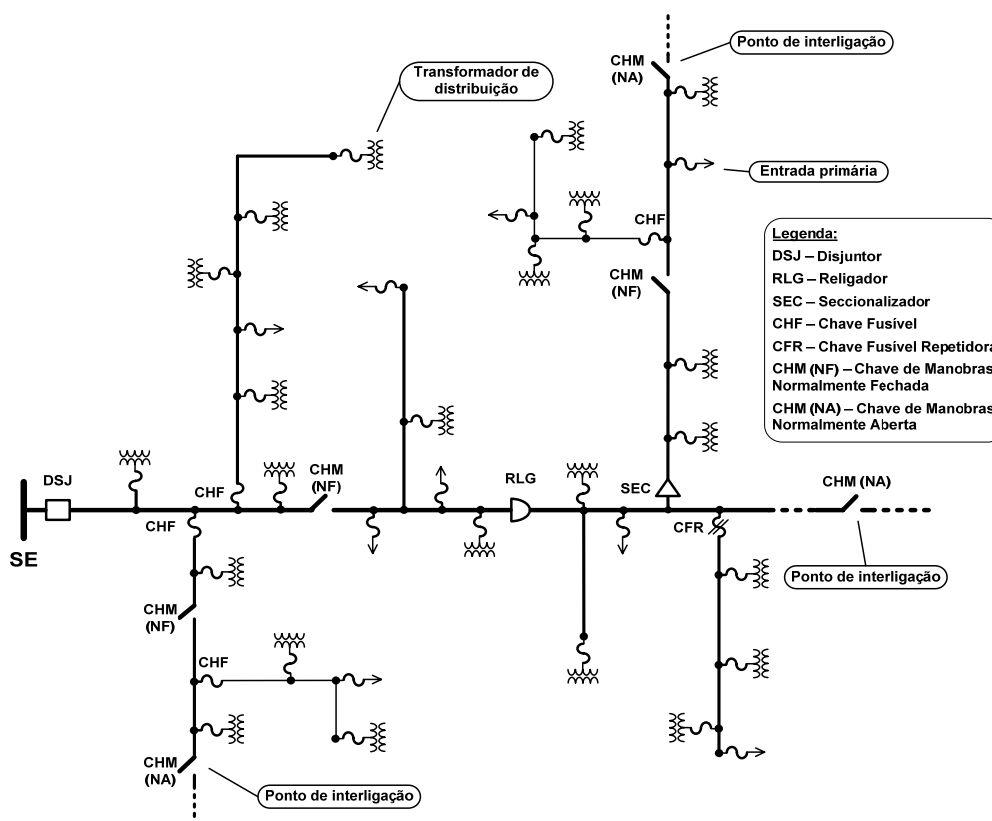 Ponto de interligação
CHM
(NA)
Transformador de
distribuição
Entrada primária
CHF
CHM
(NF)
Legenda:
DSJ – Disjuntor
RLG – Religador
SEC – Seccionalizador
CHF – Chave Fusível
CFR – Chave Fusível Repetidora
CHM (NF) – Chave de Manobras
Normalmente Fechada
CHM (NA) – Chave de Manobras
Normalmente Aberta
DSJ
CHF
CHM
(NF)
RLG
SEC
CHM (NA)
SE
CHF
CFR
Ponto de interligação
CHM
(NF)
CHF
CHM
(NA)
Ponto de interligação